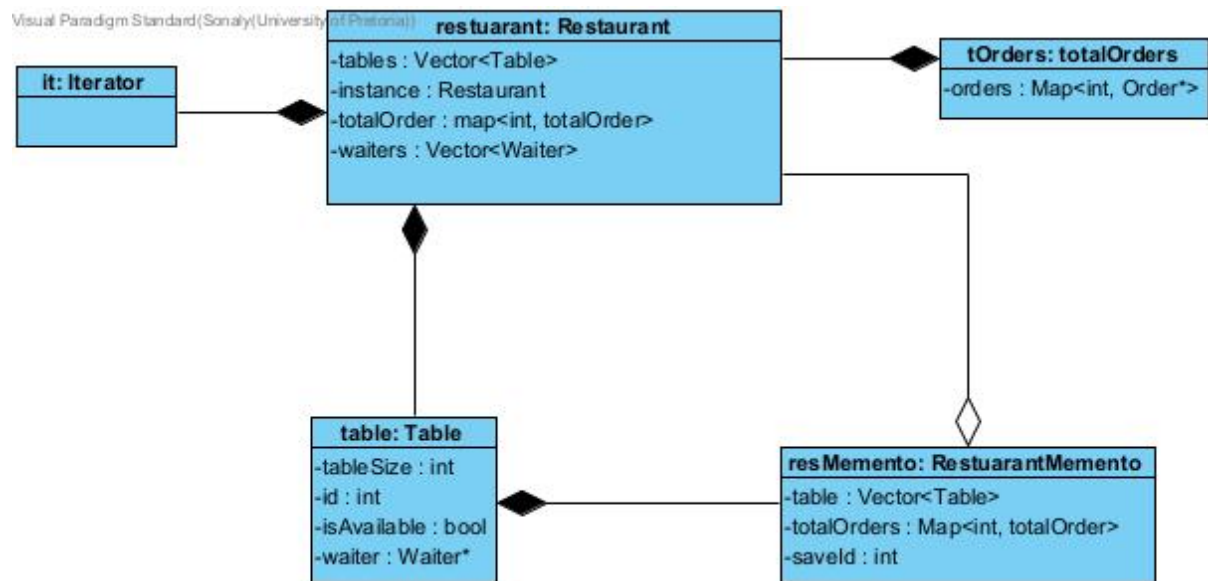 Visual Paradigm Standard(Sonaly(University of Pretoria))
restuarant: Restaurant
-tables : Vector<Table>
-instance : Restaurant
-totalOrder : map<int, totalOrder>
-waiters : Vector<Waiter>
tOrders: totalOrders
-orders : Map<int, Order*>
it: Iterator
table: Table
-tableSize : int
-id : int
-isAvailable : bool
-waiter : Waiter*
resMemento: RestuarantMemento
-table : Vector<Table>
-totalOrders : Map<int, totalOrder>
-saveId : int